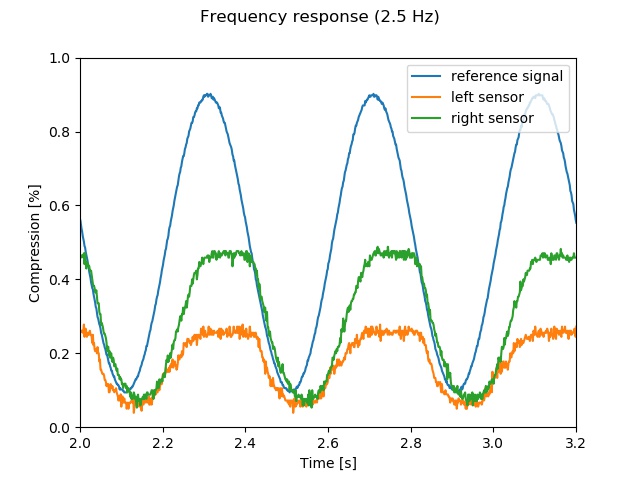 Frequency response (2.5 Hz)
1.0
0.8
0.6
0.4
0.2
0.0
Compression [%]
reference signal
left sensor
right sensor
2.0 2.2 2.4 2.6 2.8 3.0 3.2
Time [s]